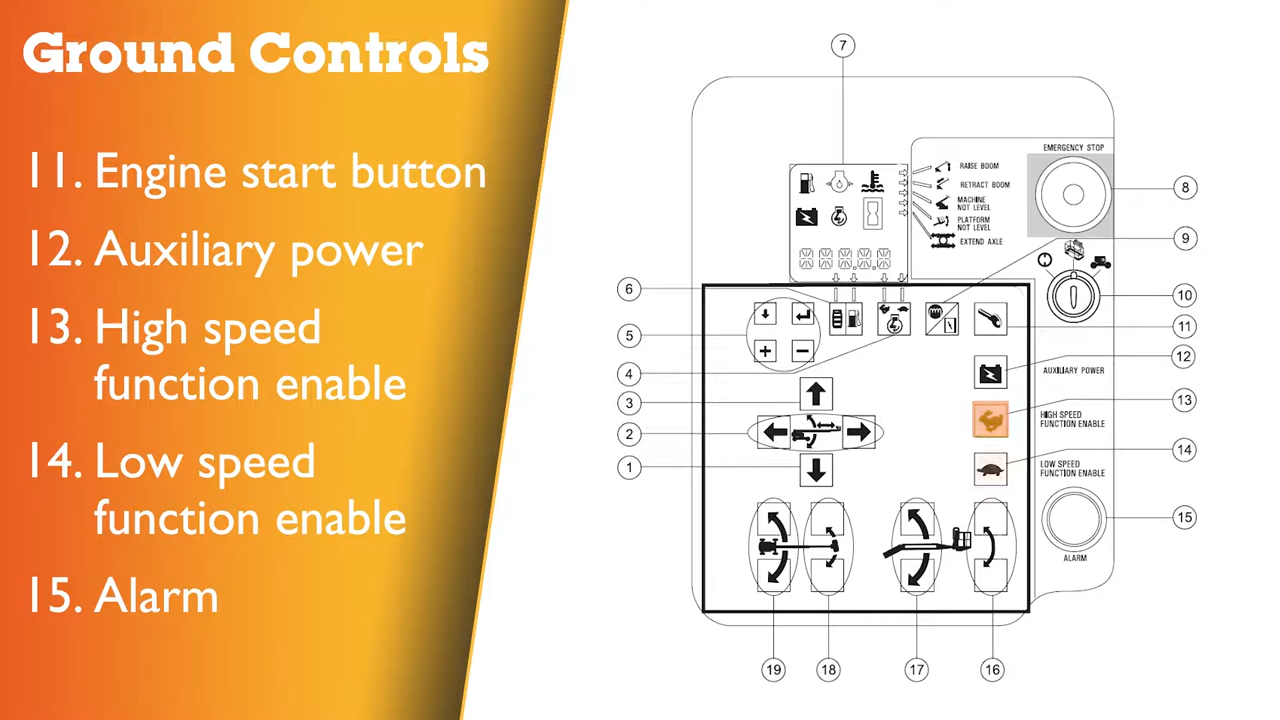 Ground Controls
11. Engine start button
12. Auxiliary power
13. High speed
function enable
14. Low speed
function enable
15. Alarm
7
EMERGENCY STOP
RAISE BOOM
RETRACT BOOM
MACHINE
NOT LEVEL
PLATFORM
NOT LEVEL
EXTEND AXLE
8
9
10
6
5
4
3
2
1
11
12
AUXILIARY POWER
13
HIGH SPEED
FUNCTION ENABLE
14
LOW SPEED
FUNCTION ENABLE
15
ALARM
19
18
17
16